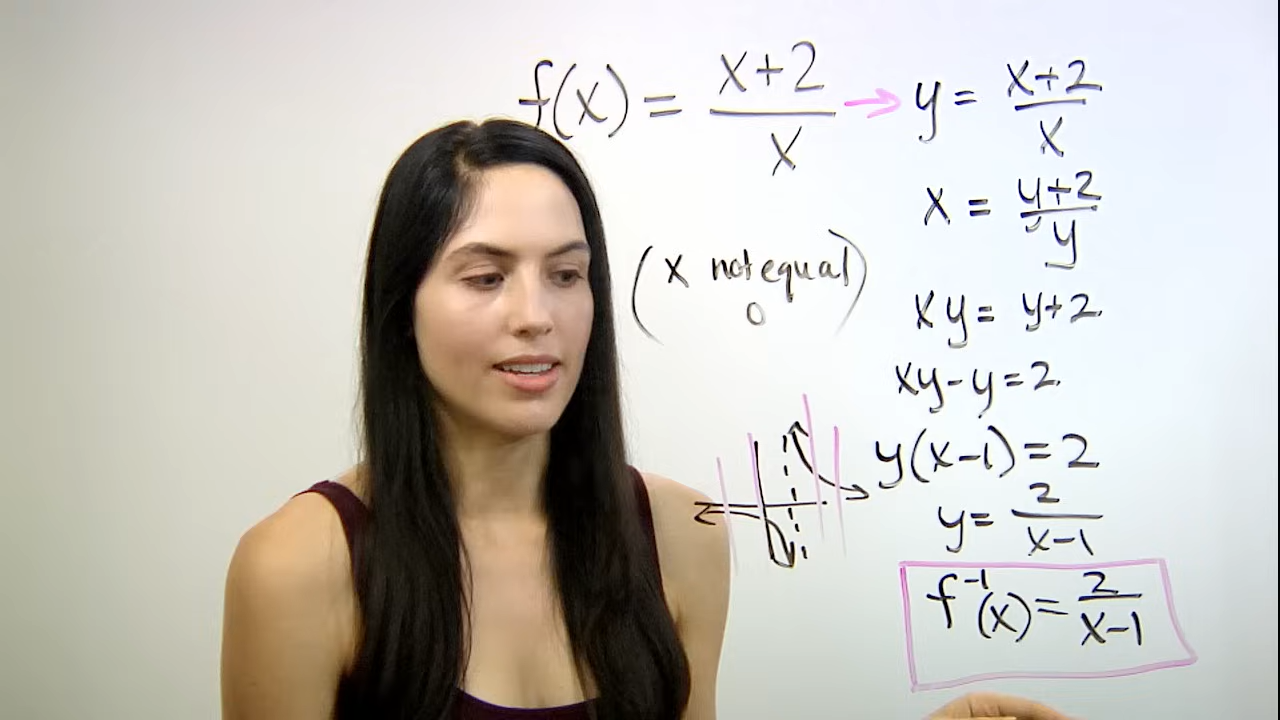 f(x) = x+2/x → y = x+2/x
x = y+2/y
(x not equal 0)
xy = y+2
xy-y=2
y(x-1) = 2
y = 2/x-1
f⁻¹(x) = 2/x-1